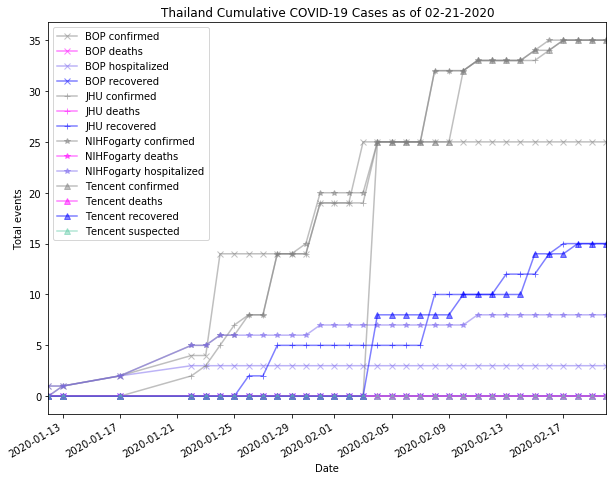 Thailand Cumulative COVID-19 Cases as of 02-21-2020
BOP confirmed
BOP deaths
BOP hospitalized
BOP recovered
JHU confirmed
JHU deaths
JHU recovered
NIHFogarty confirmed
NIHFogarty deaths
NIHFogarty hospitalized
Tencent confirmed
Tencent deaths
Tencent recovered
Tencent suspected
Total events
35
30
25
20
15
10
5
0
2020-01-13
2020-01-17
2020-01-21
2020-01-25
2020-01-29
2020-02-01
2020-02-05
2020-02-09
2020-02-13
2020-02-17
Date